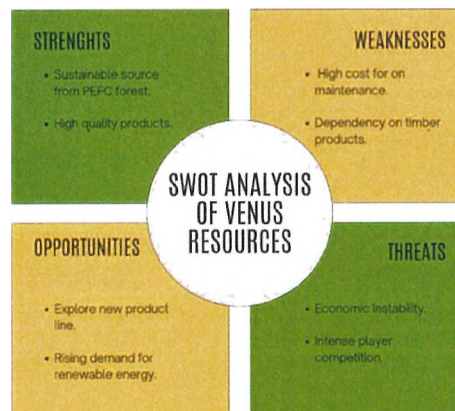 STRENGHTS
• Sustainable source
from PEFC forest.
• High quality products.
WEAKNESSES
• High cost for on
maintenance.
• Dependency on timber
products.
SWOT ANALYSIS
OF VENUS
RESOURCES
OPPORTUNITIES
• Explore new product
line.
• Rising demand for
renewable energy.
THREATS
• Economic Instability.
• Intense player
competition.